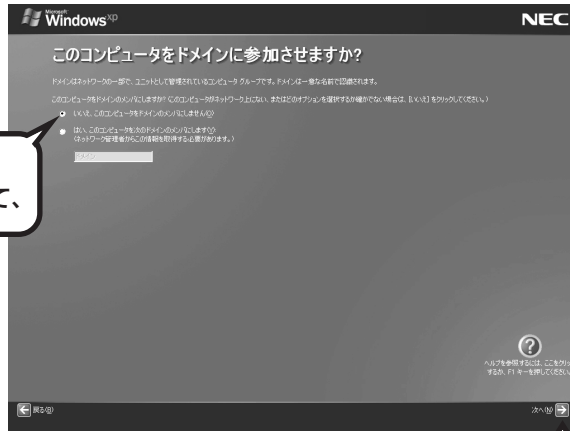 Microsoft
Windows xp
NEC
このコンピュータをドメインに参加させますか?
ドメインはネットワークの一部で、ユニットとして管理されているコンピュータ グループです。ドメインは一意な名前で認識されます。
このコンピュータをドメインのメンバにしますか? (このコンピュータがネットワーク上にない、またはどのオプションを選択するか確かでない場合は、[いいえ] をクリックしてください。)
いいえ、このコンピュータをドメインのメンバにしません(O)
はい、このコンピュータを次のドメインのメンバにします(Y):
(ネットワーク管理者からこの情報を取得する必要があります。)
ドメイン
て、
ヘルプを参照するには、ここをクリッ
するか、F1 キーを押してください。
戻る(B)
次へ(N)